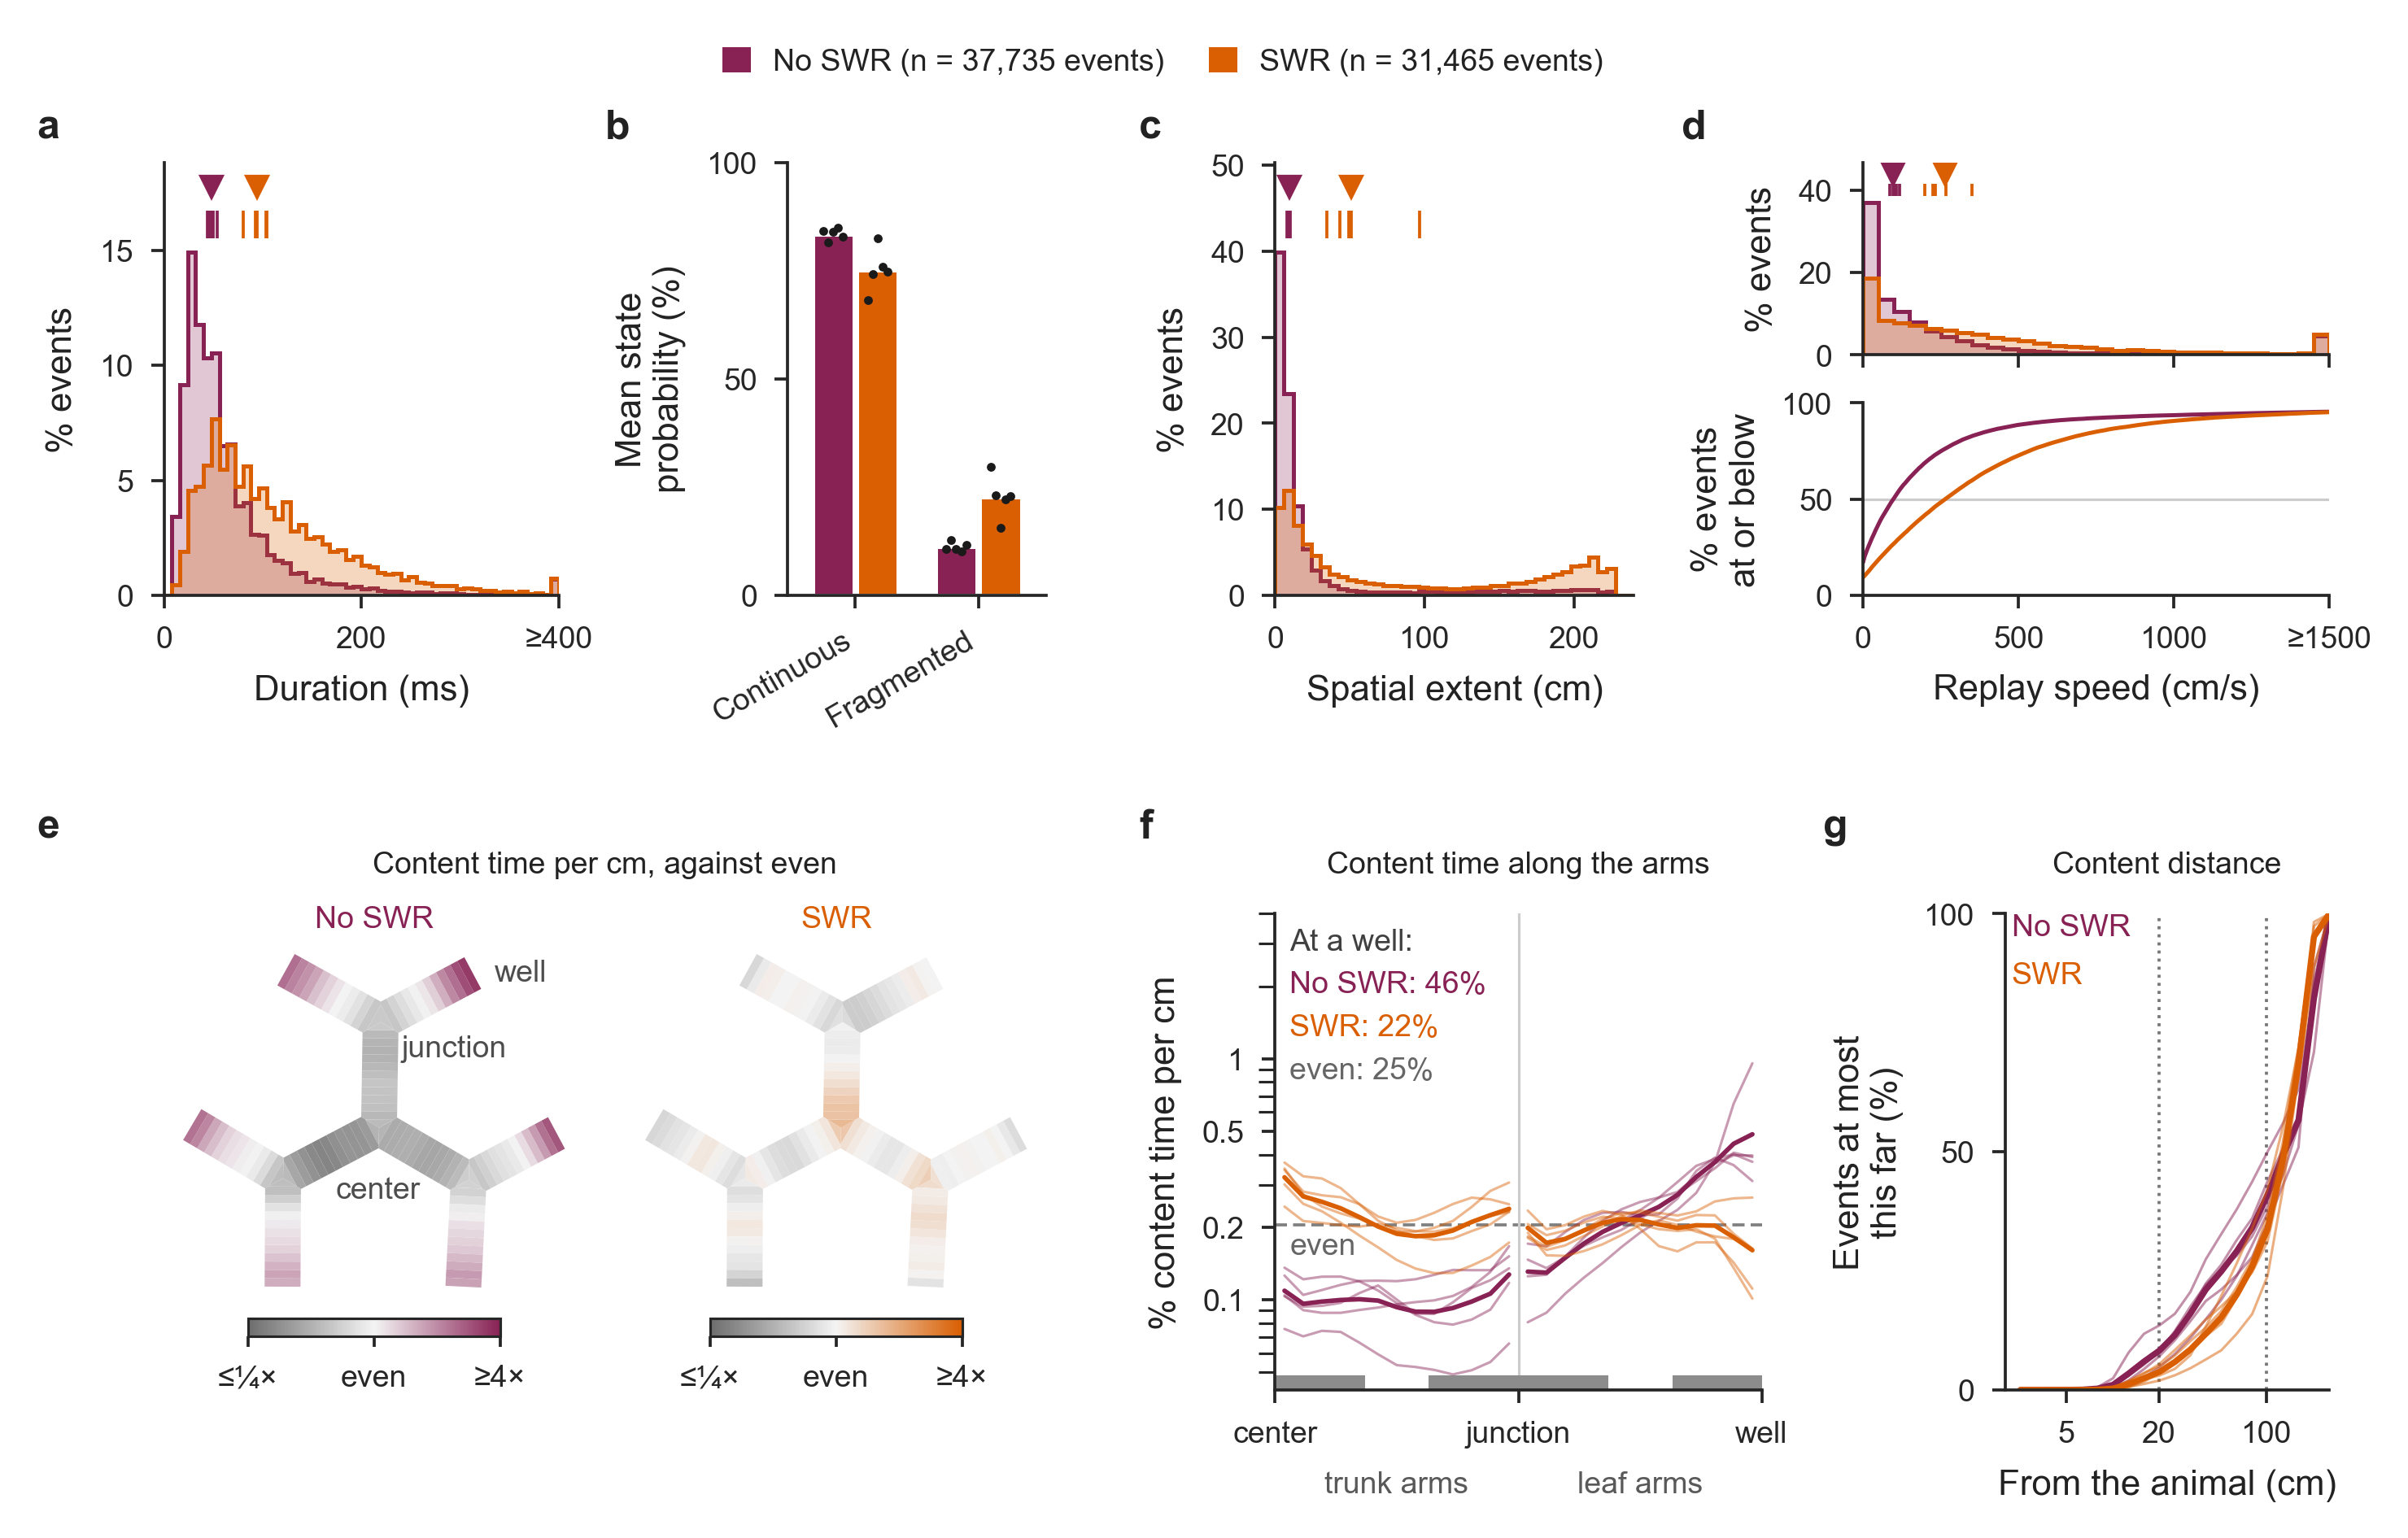 No SWR (n = 37,735 events)
SWR (n = 31,465 events)
a
% events
15
10
5
0
0
200
≥400
Duration (ms)
b
Mean state
probability (%)
100
50
0
Continuous
Fragmented
c
% events
50
40
30
20
10
0
0
100
200
Spatial extent (cm)
d
% events
40
20
0
% events
at or below
100
50
0
0
500
1000
≥1500
Replay speed (cm/s)
e
Content time per cm, against even
No SWR
SWR
well
junction
center
≤¼×
even
≥4×
≤¼×
even
≥4×
f
Content time along the arms
% content time per cm
At a well:
No SWR: 46%
SWR: 22%
even: 25%
1
0.5
0.2
0.1
even
center
junction
well
trunk arms
leaf arms
g
Content distance
Events at most
this far (%)
100
50
0
No SWR
SWR
5
20
100
From the animal (cm)